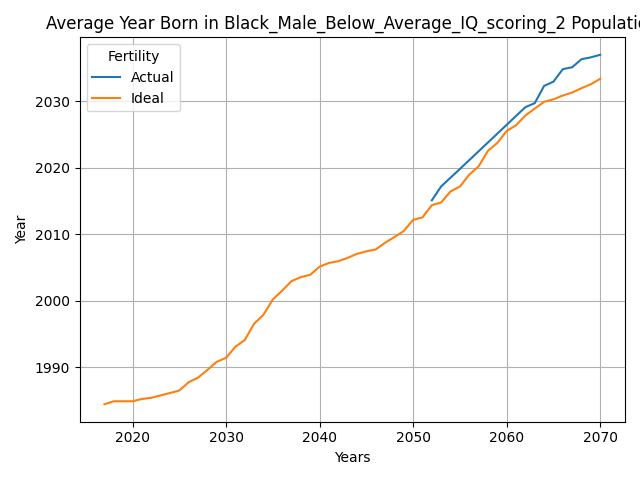 Average Year Born in Black_Male_Below_Average_IQ_scoring_2 Populatio
Fertility
Actual
Ideal
2030
2020
2010
2000
1990
Year
2020 2030 2040 2050 2060 2070
Years